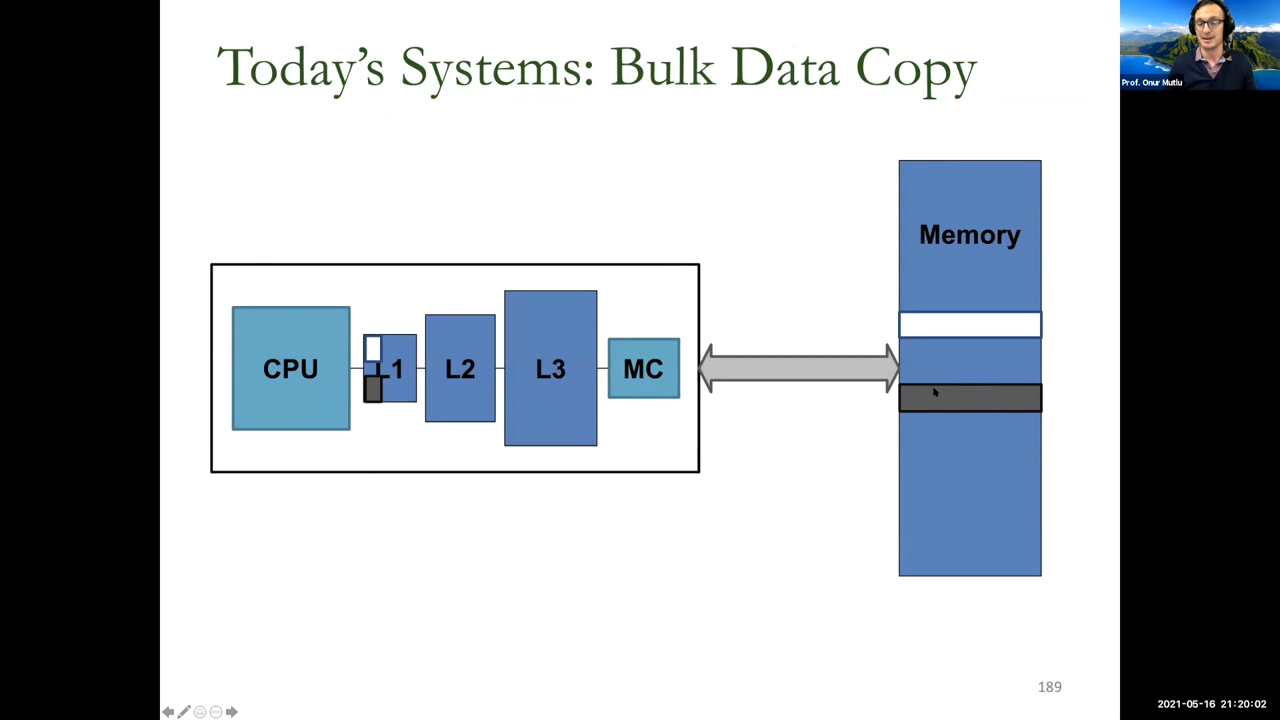 Today's Systems: Bulk Data Copy
Prof. Onur Mutlu
Memory
CPU
L1
L2
L3
MC
189
2021-05-16 21:20:02